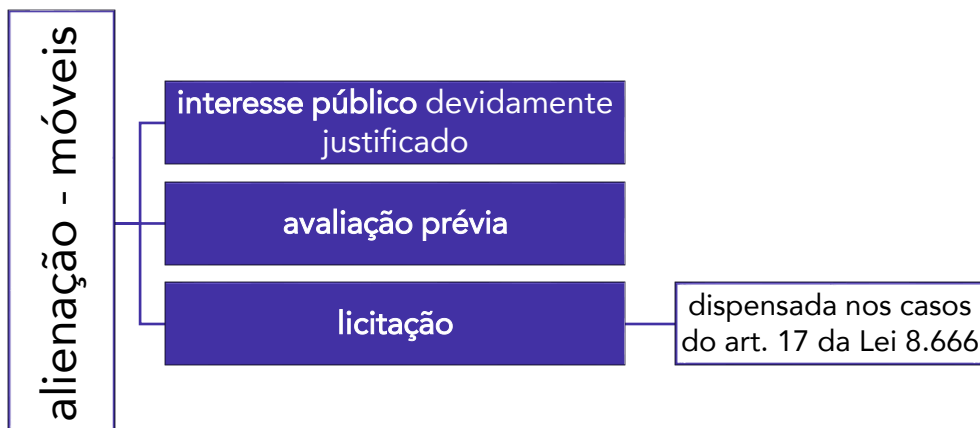 alienação - móveis
interesse público devidamente
justificado
avaliação prévia
licitação
dispensada nos casos
do art. 17 da Lei 8.666